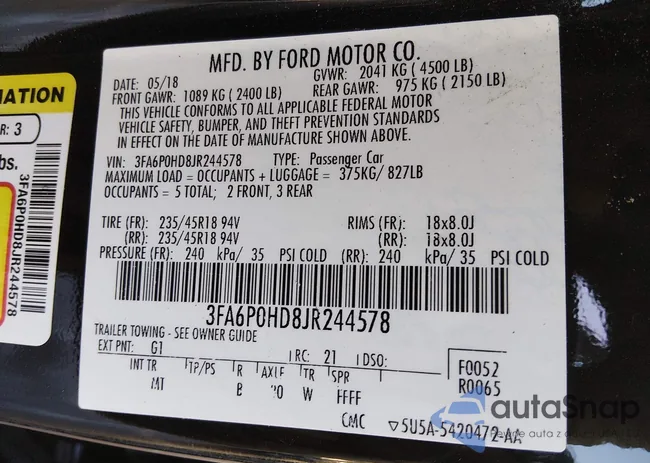 MFD. BY FORD MOTOR CO.
DATE: 05/18 GVWR: 2041 KG ( 4500 LB)
FRONT GAWR: 1089 KG ( 2400 LB) REAR GAWR: 975 KG ( 2150 LB)
THIS VEHICLE CONFORMS TO ALL APPLICABLE FEDERAL MOTOR
VEHICLE SAFETY, BUMPER, AND THEFT PREVENTION STANDARDS
IN EFFECT ON THE DATE OF MANUFACTURE SHOWN ABOVE.
VIN: 3FA6P0HD8JR244578 TYPE: Passenger Car
MAXIMUM LOAD = OCCUPANTS + LUGGAGE = 375KG/ 827LB
OCCUPANTS = 5 TOTAL; 2 FRONT, 3 REAR
TIRE (FR): 235/45R18 94V RIMS (FR): 18x8.0J
(RR): 235/45R18 94V (RR): 18x8.0J
PRESSURE (FR): 240 kPa/ 35 PSI COLD (RR): 240 kPa/ 35 PSI COLD
3FA6P0HD8JR244578
TRAILER TOWING - SEE OWNER GUIDE
EXT PNT: G1 RC: 21 DSO:
F0052
R0065
INT TR TP/PS R AXLE TR SPR
MT B W FFFF
CMC 5U5A-5420472-AA
MATION
R: 3
lbs.
3FA6P0HD8JR244578
autaSnap